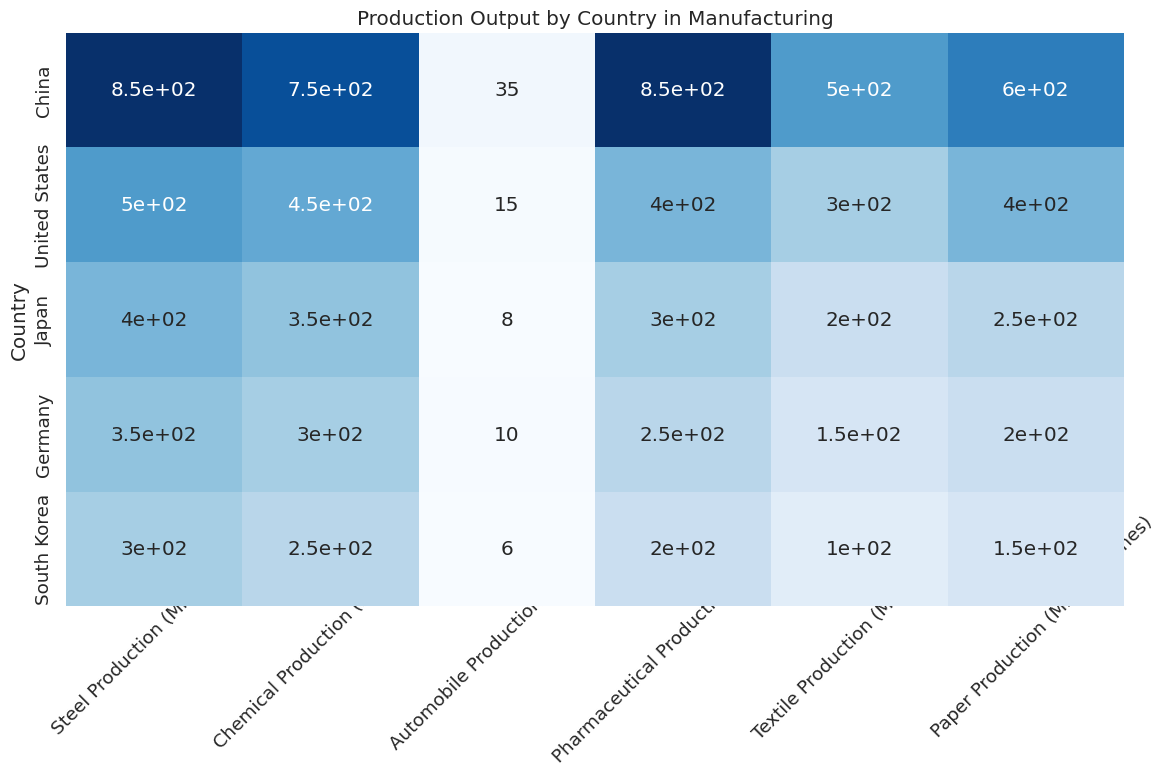 Production Output by Country in Manufacturing
Country
China
8.5e+02 7.5e+02 35 8.5e+02 5e+02 6e+02
United States
5e+02 4.5e+02 15 4e+02 3e+02 4e+02
Japan
4e+02 3.5e+02 8 3e+02 2e+02 2.5e+02
Germany
3.5e+02 3e+02 10 2.5e+02 1.5e+02 2e+02
South Korea
3e+02 2.5e+02 6 2e+02 1e+02 1.5e+02
Steel Production
Chemical Production (
Automobile Production
Pharmaceutical
Textile Production
Paper Production